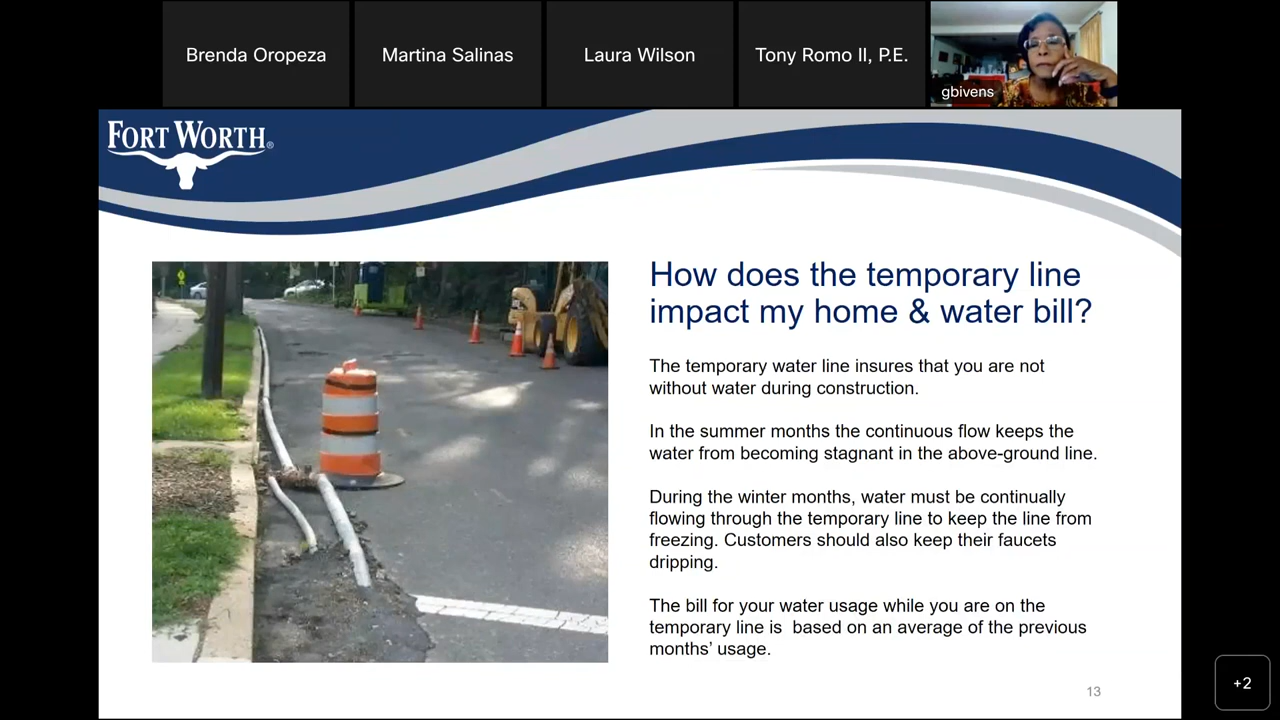 Brenda Oropeza
Martina Salinas
Laura Wilson
Tony Romo II, P.E.
gbivens
FORT WORTH®
How does the temporary line
impact my home & water bill?
The temporary water line insures that you are not
without water during construction.
In the summer months the continuous flow keeps the
water from becoming stagnant in the above-ground line.
During the winter months, water must be continually
flowing through the temporary line to keep the line from
freezing. Customers should also keep their faucets
dripping.
The bill for your water usage while you are on the
temporary line is  based on an average of the previous
months’ usage.
13
+2